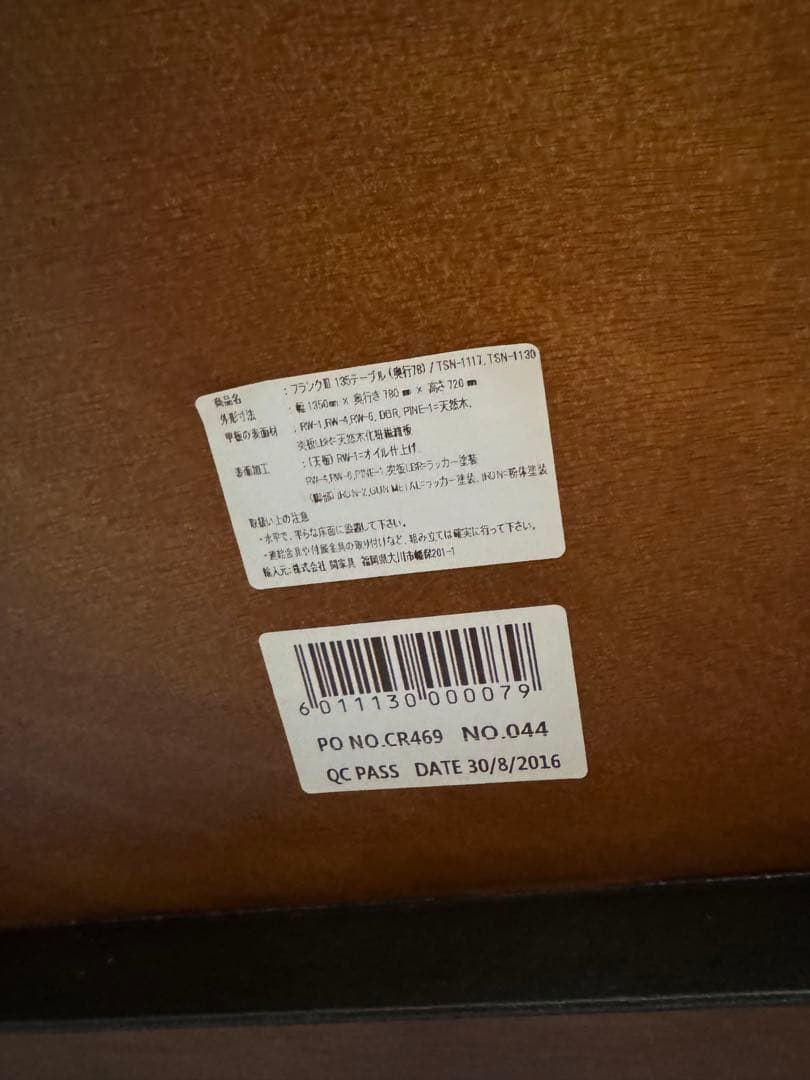 商品名 : フランクⅢ 135テーブル (奥行78) / TSN-1117, TSN-1130
外形寸法 : 幅 1350㎜ × 奥行き 780 ㎜ × 高さ 720 ㎜
甲板の表面材 : RW-1,RW-4,RW-6, DBR, PINE-1=天然木,
突板LBR=天然木化粧繊維板
表面加工 : (天板) RW-1=オイル仕上げ
RW-4,RW-6,PINE-1,突板LBR=ラッカー塗装
(脚部) IRON-2,GUN METAL=ラッカー塗装, IRON=粉体塗装
取扱い上の注意
・水平で、平らな床面に設置して下さい。
・連結金具や付属金具の取り付けなど、組み立ては確実に行って下さい。
輸入元:株式会社 関家具 福岡県大川市幡保201-1
6 011130 000079
PO NO.CR469 NO.044
QC PASS DATE 30/8/2016